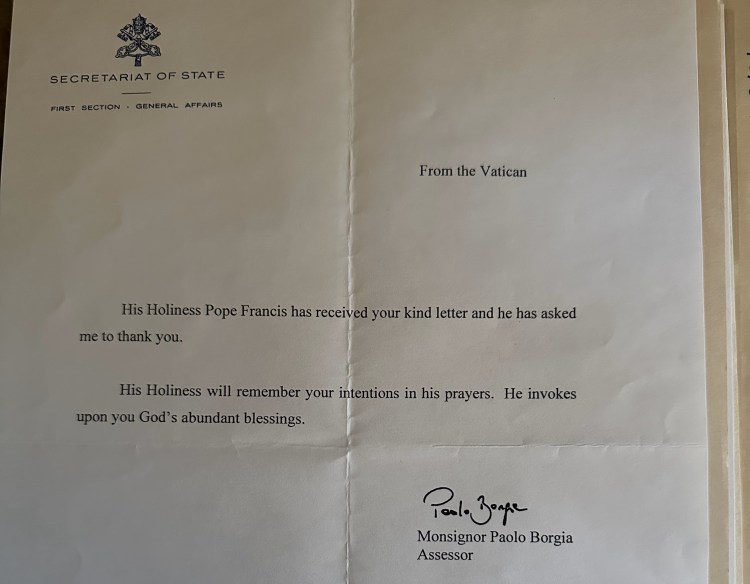 SECRETARIAT OF STATE
FIRST SECTION - GENERAL AFFAIRS
From the Vatican
His Holiness Pope Francis has received your kind letter and he has asked
me to thank you.
His Holiness will remember your intentions in his prayers. He invokes
upon you God's abundant blessings.
Paolo Borgia
Monsignor Paolo Borgia
Assessor